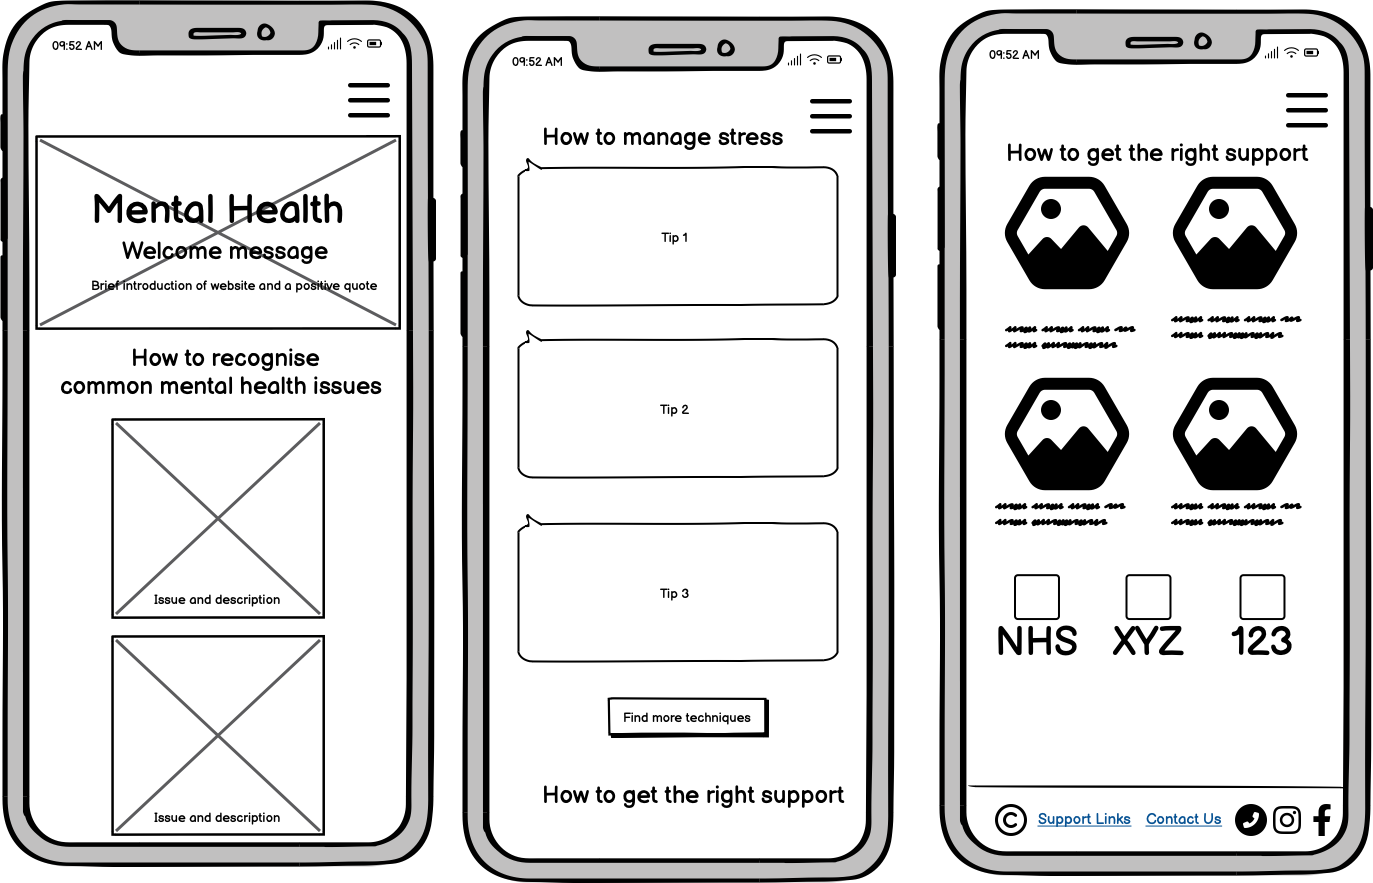 09:52 AM
Mental Health
Welcome message
Brief introduction of website and a positive quote
How to recognise
common mental health issues
Issue and description
Issue and description
09:52 AM
How to manage stress
Tip 1
Tip 2
Tip 3
Find more techniques
How to get the right support
09:52 AM
How to get the right support
NHS XYZ 123
© Support Links Contact Us